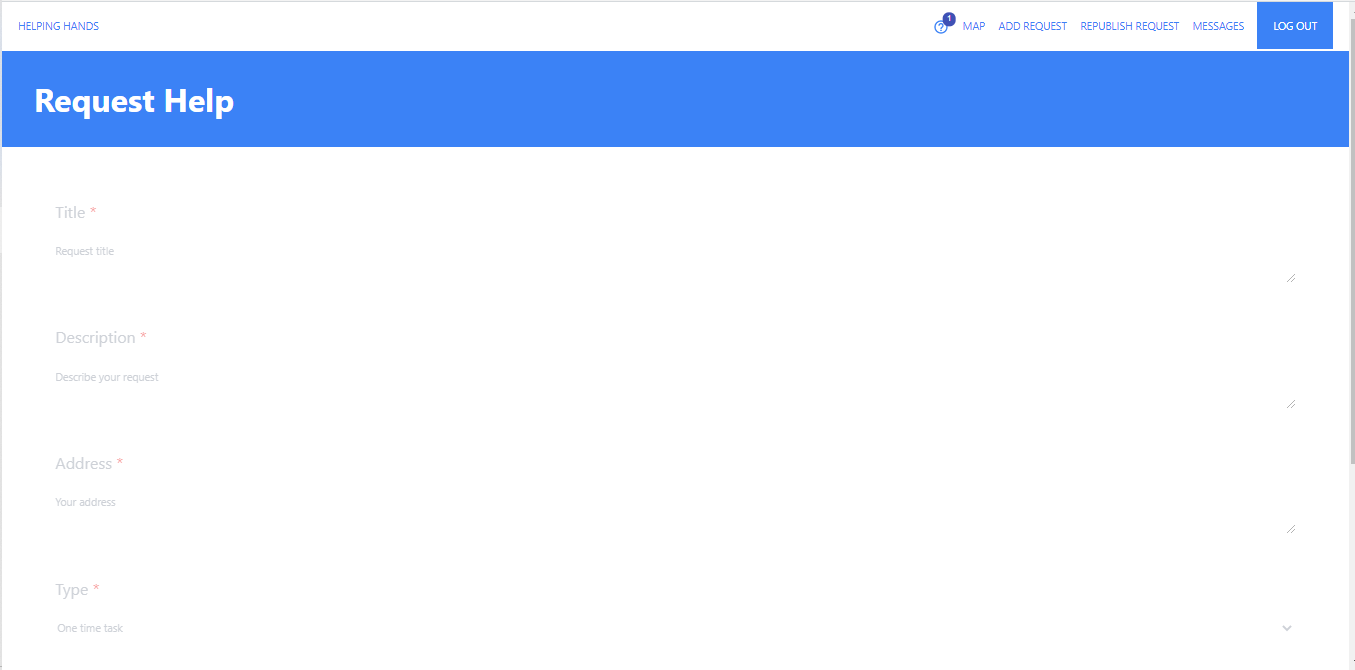 HELPING HANDS
1
? MAP ADD REQUEST REPUBLISH REQUEST MESSAGES LOG OUT
Request Help
Title *
Request title
Description *
Describe your request
Address *
Your address
Type *
One time task